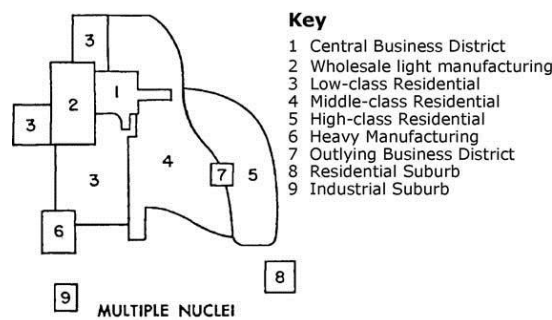 3
1
2
3
4
3
7
5
6
8
9
MULTIPLE NUCLEI
Key
1 Central Business District
2 Wholesale light manufacturing
3 Low-class Residential
4 Middle-class Residential
5 High-class Residential
6 Heavy Manufacturing
7 Outlying Business District
8 Residential Suburb
9 Industrial Suburb